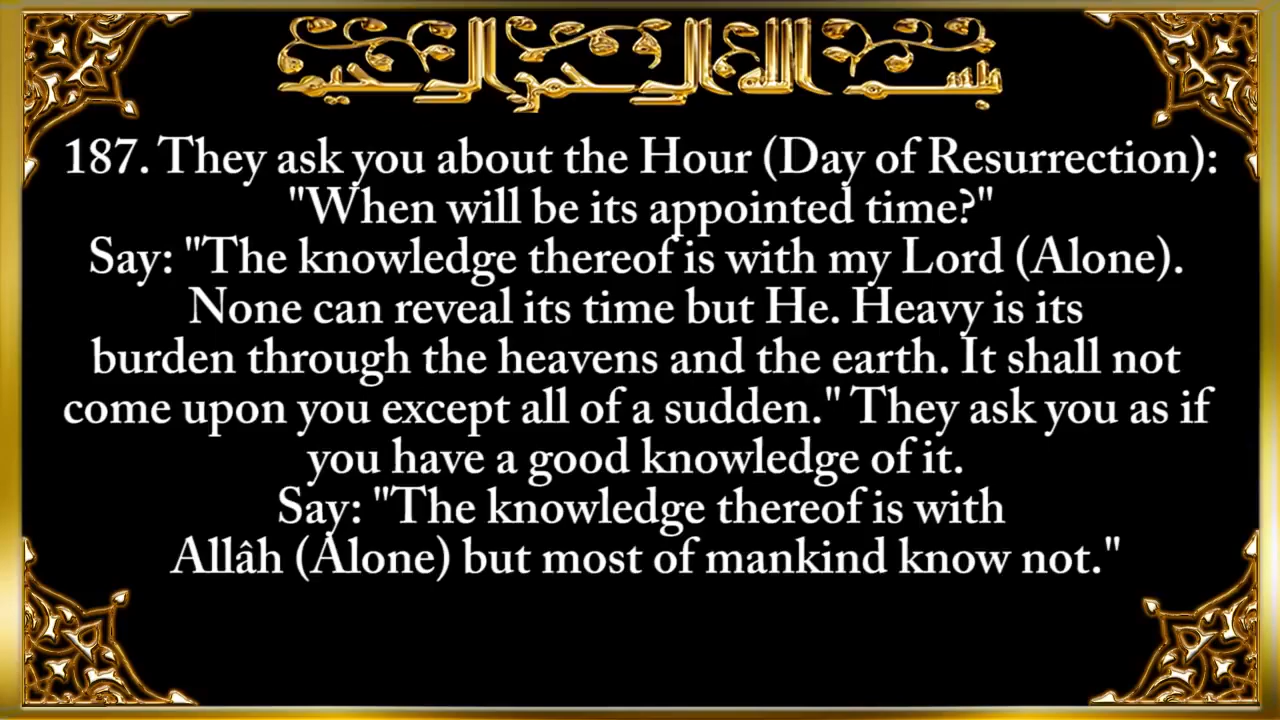 بسم الله الرحمن الرحيم
187. They ask you about the Hour (Day of Resurrection):
"When will be its appointed time?"
Say: "The knowledge thereof is with my Lord (Alone).
None can reveal its time but He. Heavy is its
burden through the heavens and the earth. It shall not
come upon you except all of a sudden." They ask you as if
you have a good knowledge of it.
Say: "The knowledge thereof is with
Allâh (Alone) but most of mankind know not."